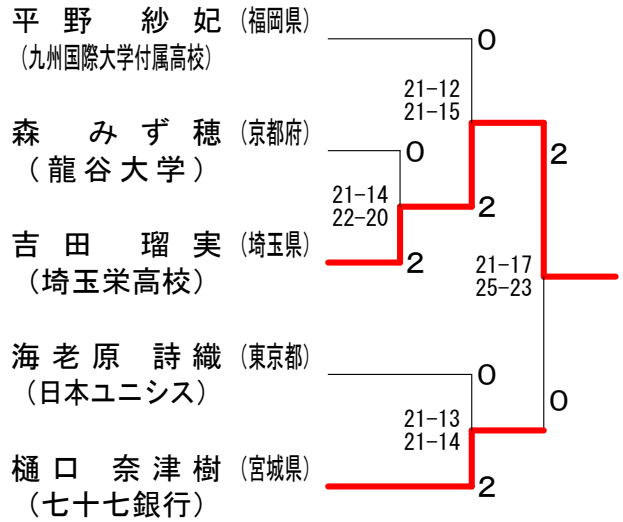 平野 紗妃 (福岡県)
(九州国際大学付属高校)
0
21-12
21-15
森 みず穂 (京都府)
(龍谷大学)
0
2
21-14
22-20
2
吉田 瑠実 (埼玉県)
(埼玉栄高校)
2
21-17
25-23
海老原 詩織 (東京都)
(日本ユニシス)
0
0
21-13
21-14
樋口 奈津樹 (宮城県)
(七十七銀行)
2